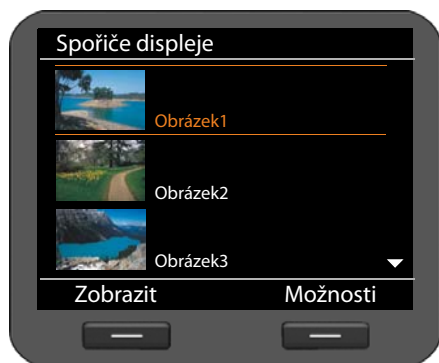 Spořiče displeje
Obrázek1
Obrázek2
Obrázek3
Zobrazit Možnosti